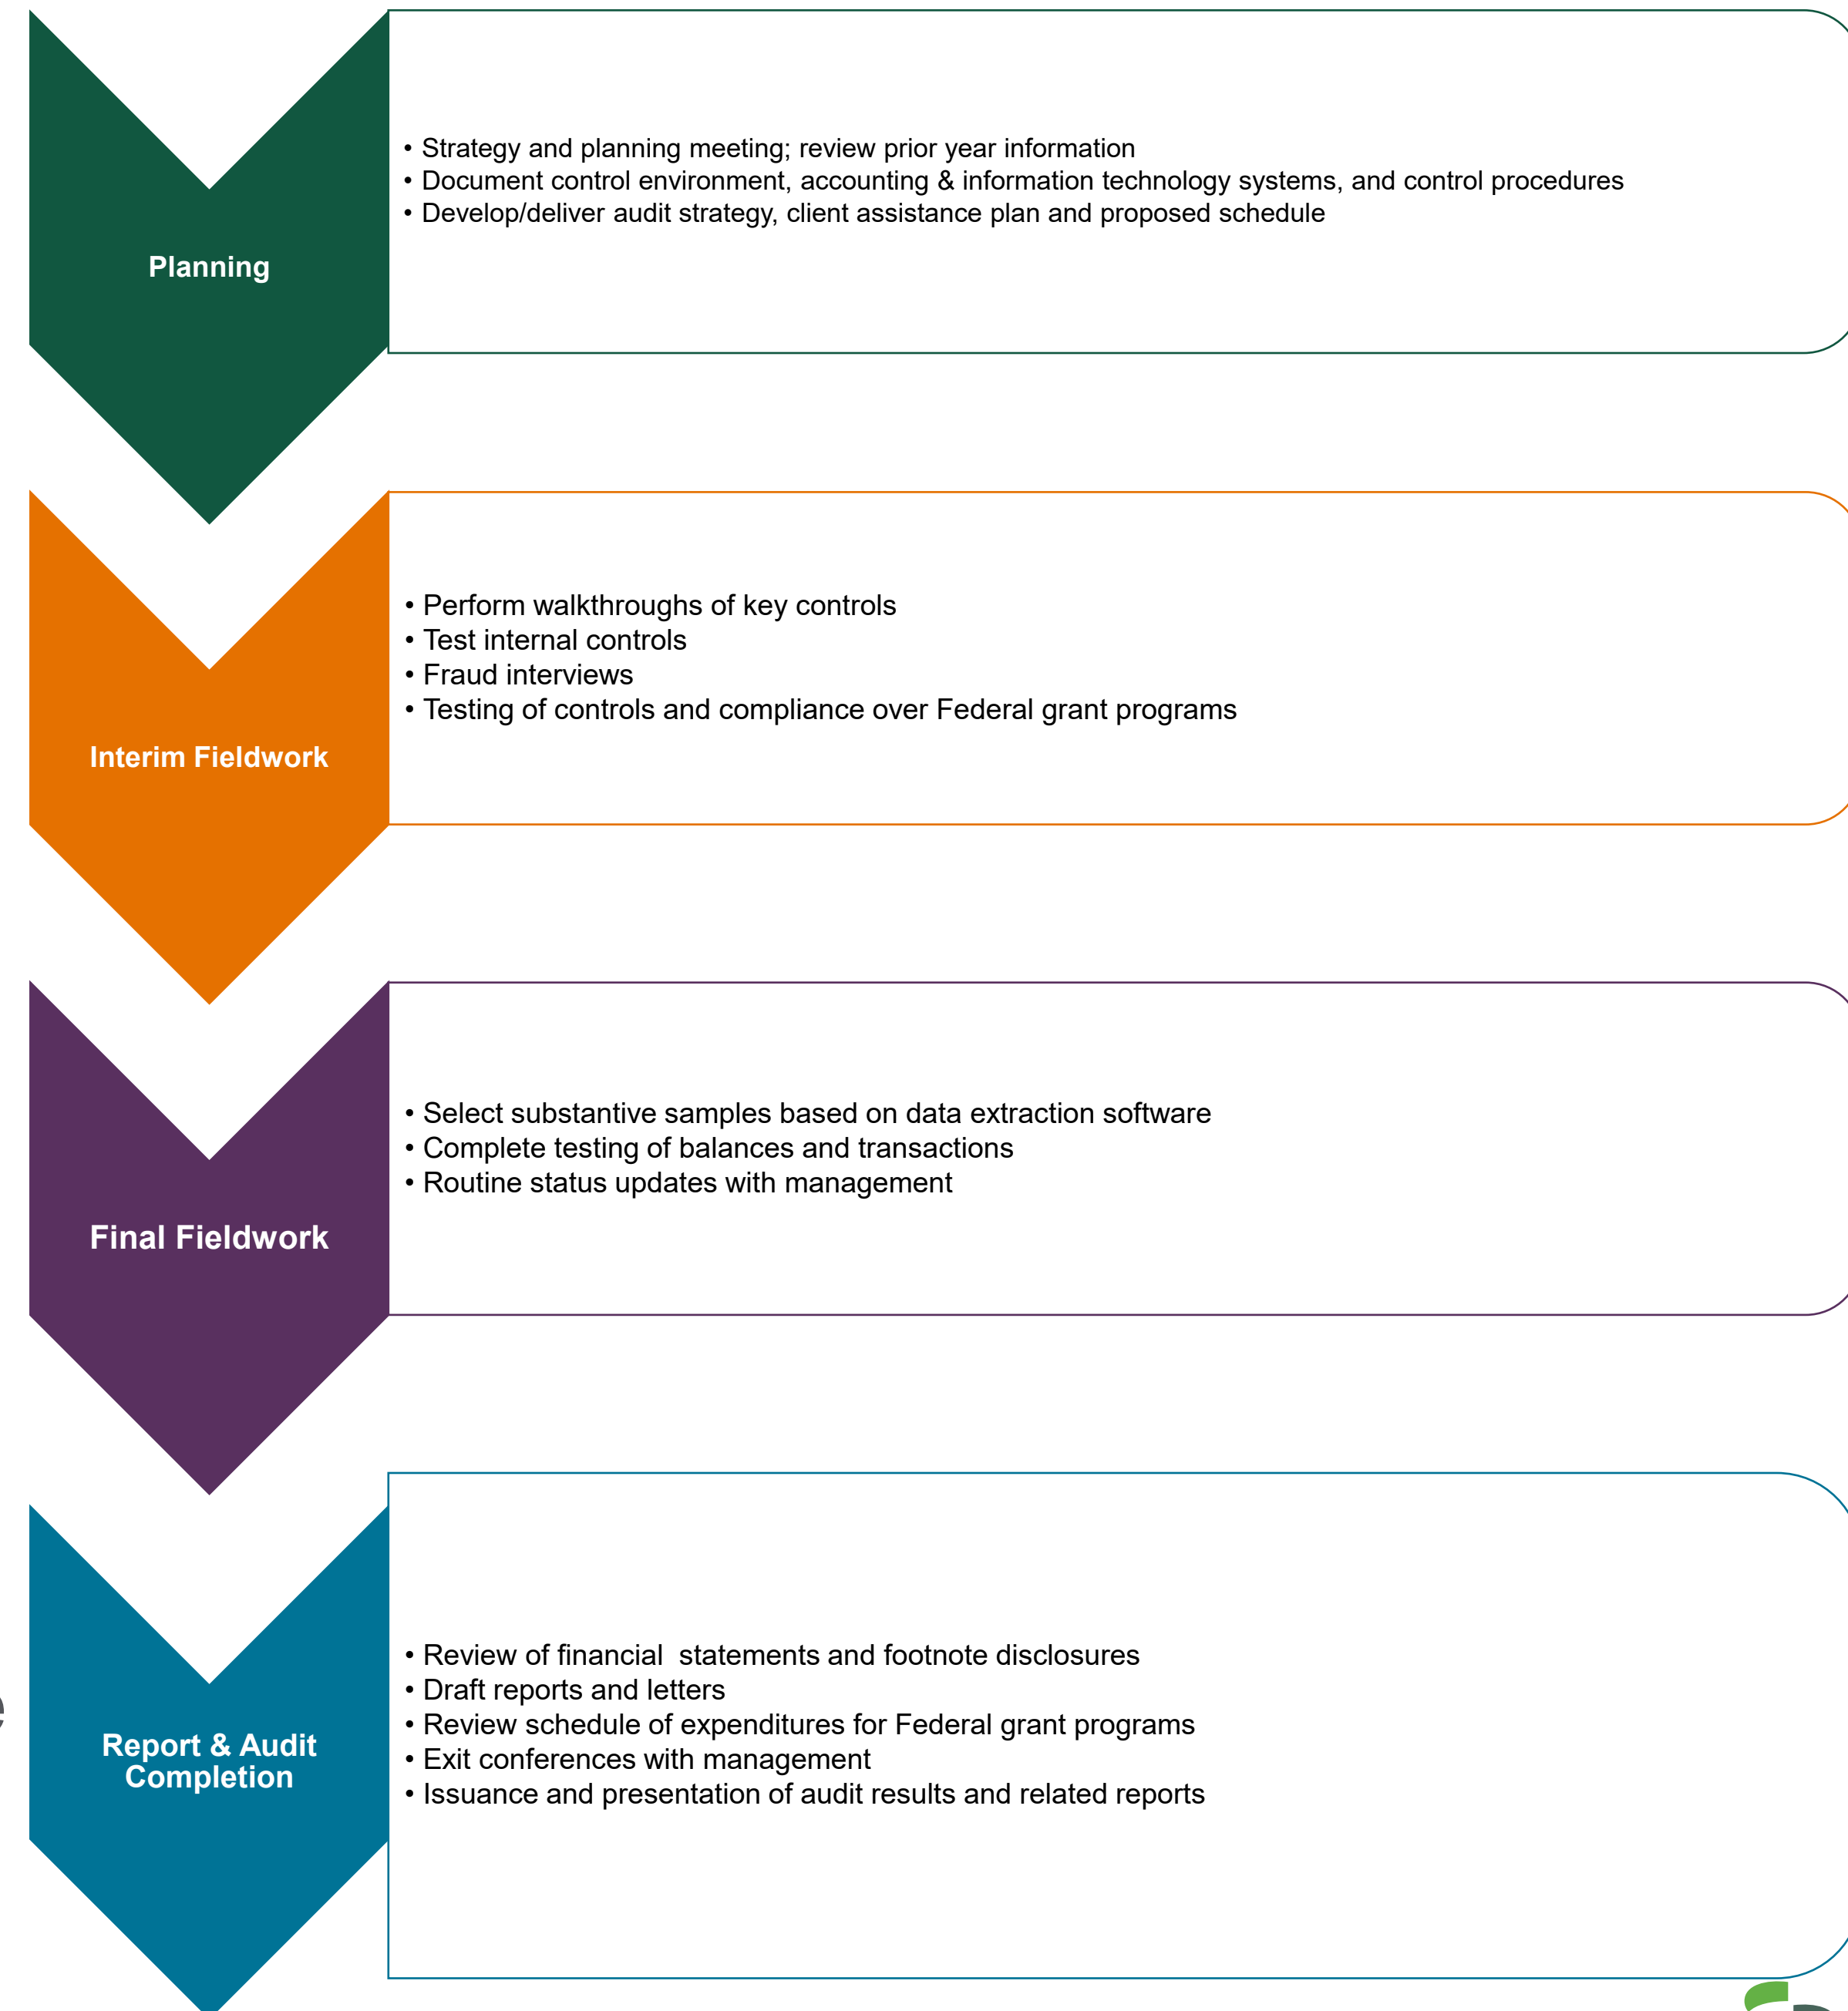 Planning
• Strategy and planning meeting; review prior year information
• Document control environment, accounting & information technology systems, and control procedures
• Develop/deliver audit strategy, client assistance plan and proposed schedule
Interim Fieldwork
• Perform walkthroughs of key controls
• Test internal controls
• Fraud interviews
• Testing of controls and compliance over Federal grant programs
Final Fieldwork
• Select substantive samples based on data extraction software
• Complete testing of balances and transactions
• Routine status updates with management
Report & Audit
Completion
• Review of financial  statements and footnote disclosures
• Draft reports and letters
• Review schedule of expenditures for Federal grant programs
• Exit conferences with management
• Issuance and presentation of audit results and related reports